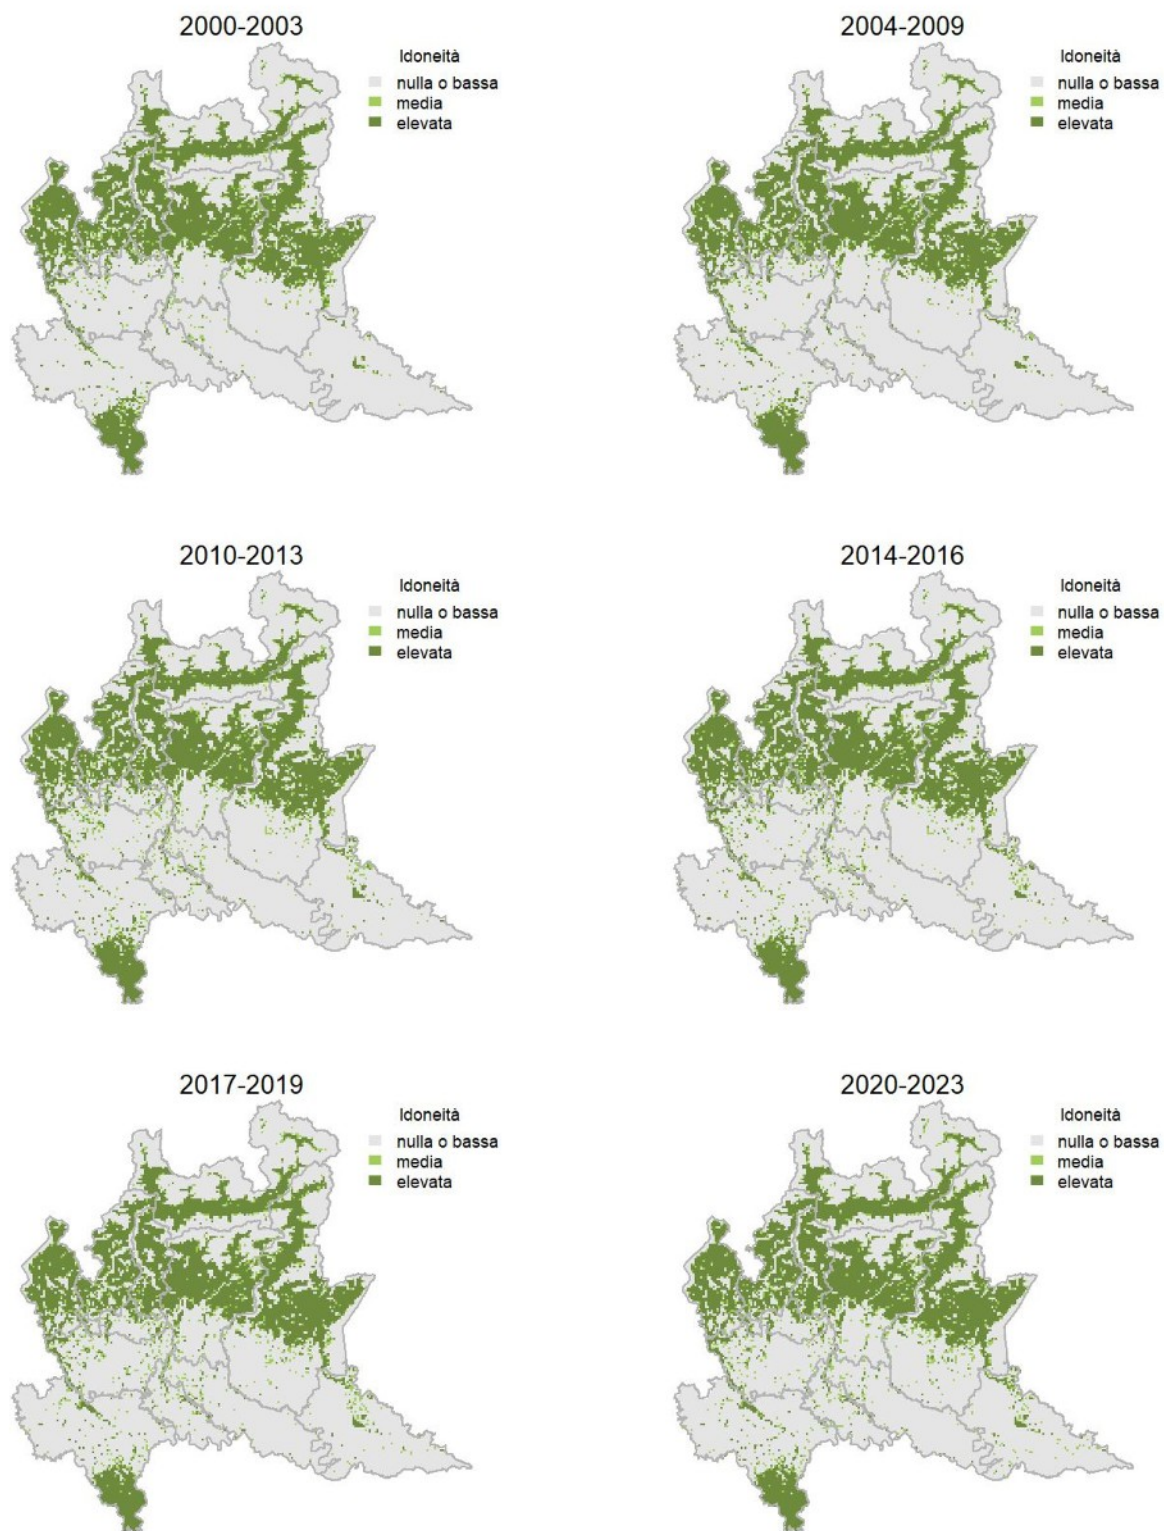 2000-2003
Idoneità
nulla o bassa
media
elevata
2004-2009
Idoneità
nulla o bassa
media
elevata
2010-2013
Idoneità
nulla o bassa
media
elevata
2014-2016
Idoneità
nulla o bassa
media
elevata
2017-2019
Idoneità
nulla o bassa
media
elevata
2020-2023
Idoneità
nulla o bassa
media
elevata